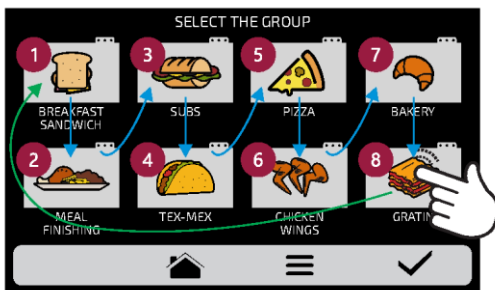 SELECT THE GROUP
1
3
5
7
BREAKFAST
SANDWICH
SUBS
PIZZA
BAKERY
2
4
6
8
MEAL
FINISHING
TEX-MEX
CHICKEN
WINGS
GRATIN